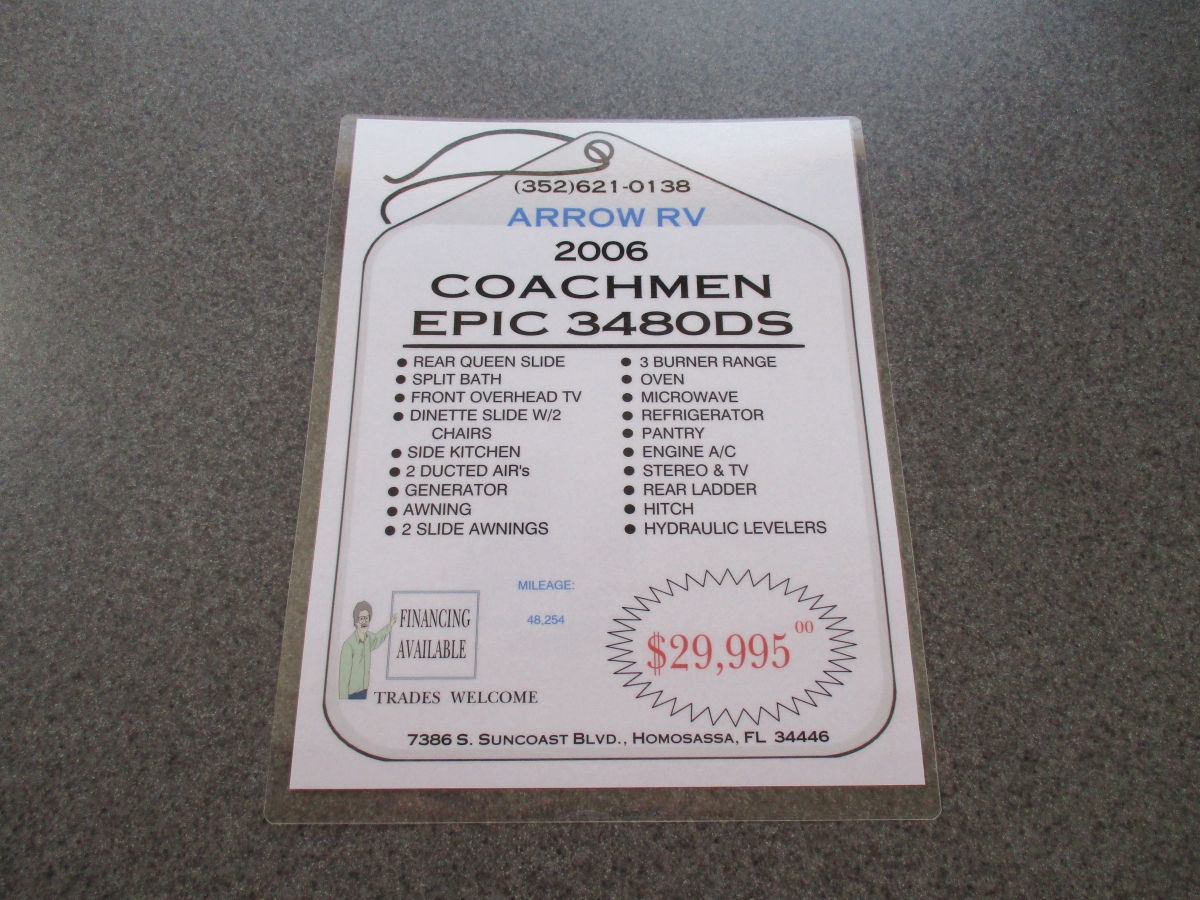 (352)621-0138
ARROW RV
2006
COACHMEN
EPIC 3480DS
● REAR QUEEN SLIDE
● SPLIT BATH
● FRONT OVERHEAD TV
● DINETTE SLIDE W/2
CHAIRS
● SIDE KITCHEN
● 2 DUCTED AIR's
● GENERATOR
● AWNING
● 2 SLIDE AWNINGS
● 3 BURNER RANGE
● OVEN
● MICROWAVE
● REFRIGERATOR
● PANTRY
● ENGINE A/C
● STEREO & TV
● REAR LADDER
● HITCH
● HYDRAULIC LEVELERS
MILEAGE:
48,254
FINANCING
AVAILABLE
TRADES WELCOME
$29,995 00
7386 S. SUNCOAST BLVD., HOMOSASSA, FL 34446